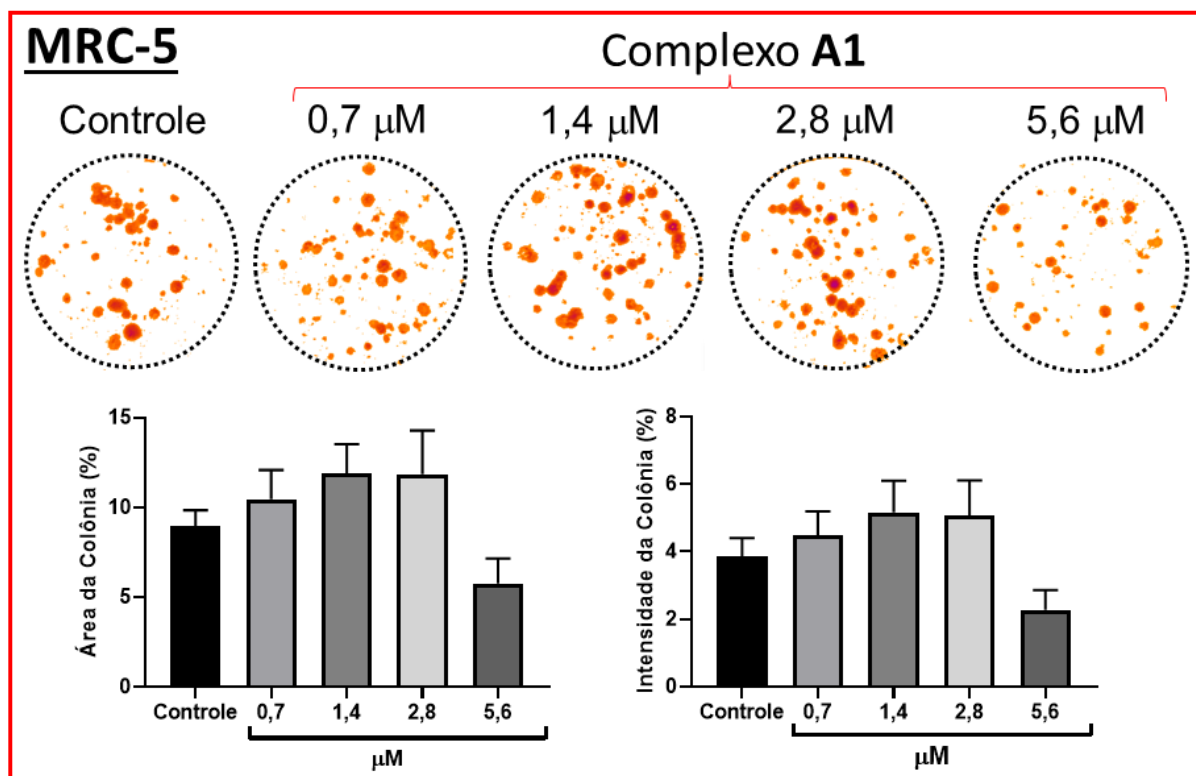 MRC-5
Complexo A1
Controle 0,7 μM 1,4 μM 2,8 μM 5,6 μM
Área da Colônia (%)
15
10
5
0
Controle 0,7 1,4 2,8 5,6
μM
Intensidade da Colônia (%)
8
6
4
2
0
Controle 0,7 1,4 2,8 5,6
μM